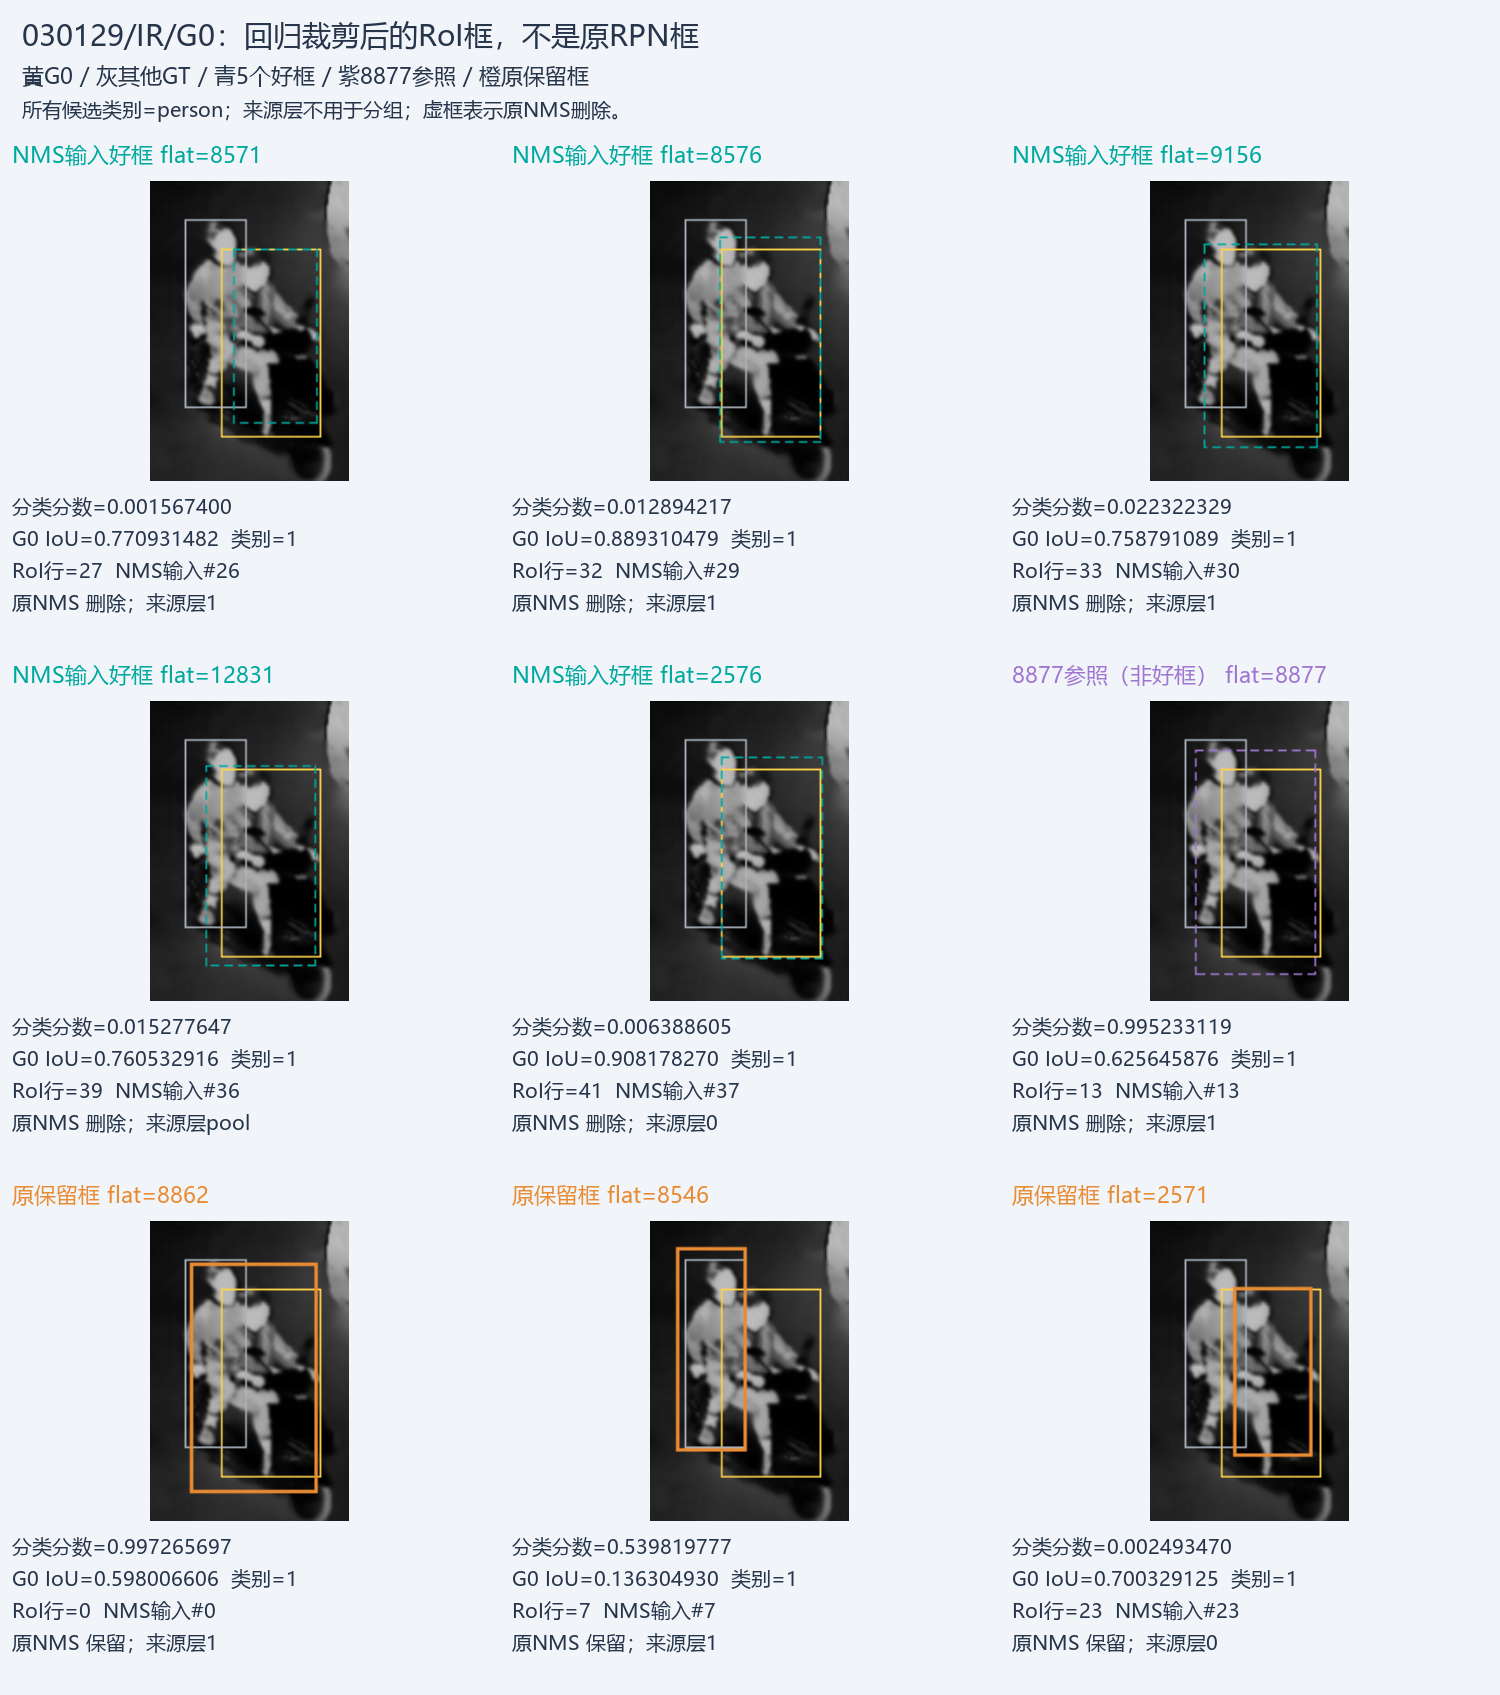 030129/IR/G0：回归裁剪后的RoI框，不是原RPN框
黄G0 / 灰其他GT / 青5个好框 / 紫8877参照 / 橙原保留框
所有候选类别=person；来源层不用于分组；虚框表示原NMS删除。
NMS输入好框 flat=8571
NMS输入好框 flat=8576
NMS输入好框 flat=9156
分类分数=0.001567400
G0 IoU=0.770931482 类别=1
RoI行=27 NMS输入#26
原NMS 删除；来源层1
分类分数=0.012894217
G0 IoU=0.889310479 类别=1
RoI行=32 NMS输入#29
原NMS 删除；来源层1
分类分数=0.022322329
G0 IoU=0.758791089 类别=1
RoI行=33 NMS输入#30
原NMS 删除；来源层1
NMS输入好框 flat=12831
NMS输入好框 flat=2576
8877参照（非好框） flat=8877
分类分数=0.015277647
G0 IoU=0.760532916 类别=1
RoI行=39 NMS输入#36
原NMS 删除；来源层pool
分类分数=0.006388605
G0 IoU=0.908178270 类别=1
RoI行=41 NMS输入#37
原NMS 删除；来源层0
分类分数=0.995233119
G0 IoU=0.625645876 类别=1
RoI行=13 NMS输入#13
原NMS 删除；来源层1
原保留框 flat=8862
原保留框 flat=8546
原保留框 flat=2571
分类分数=0.997265697
G0 IoU=0.598006606 类别=1
RoI行=0 NMS输入#0
原NMS 保留；来源层1
分类分数=0.539819777
G0 IoU=0.136304930 类别=1
RoI行=7 NMS输入#7
原NMS 保留；来源层1
分类分数=0.002493470
G0 IoU=0.700329125 类别=1
RoI行=23 NMS输入#23
原NMS 保留；来源层0